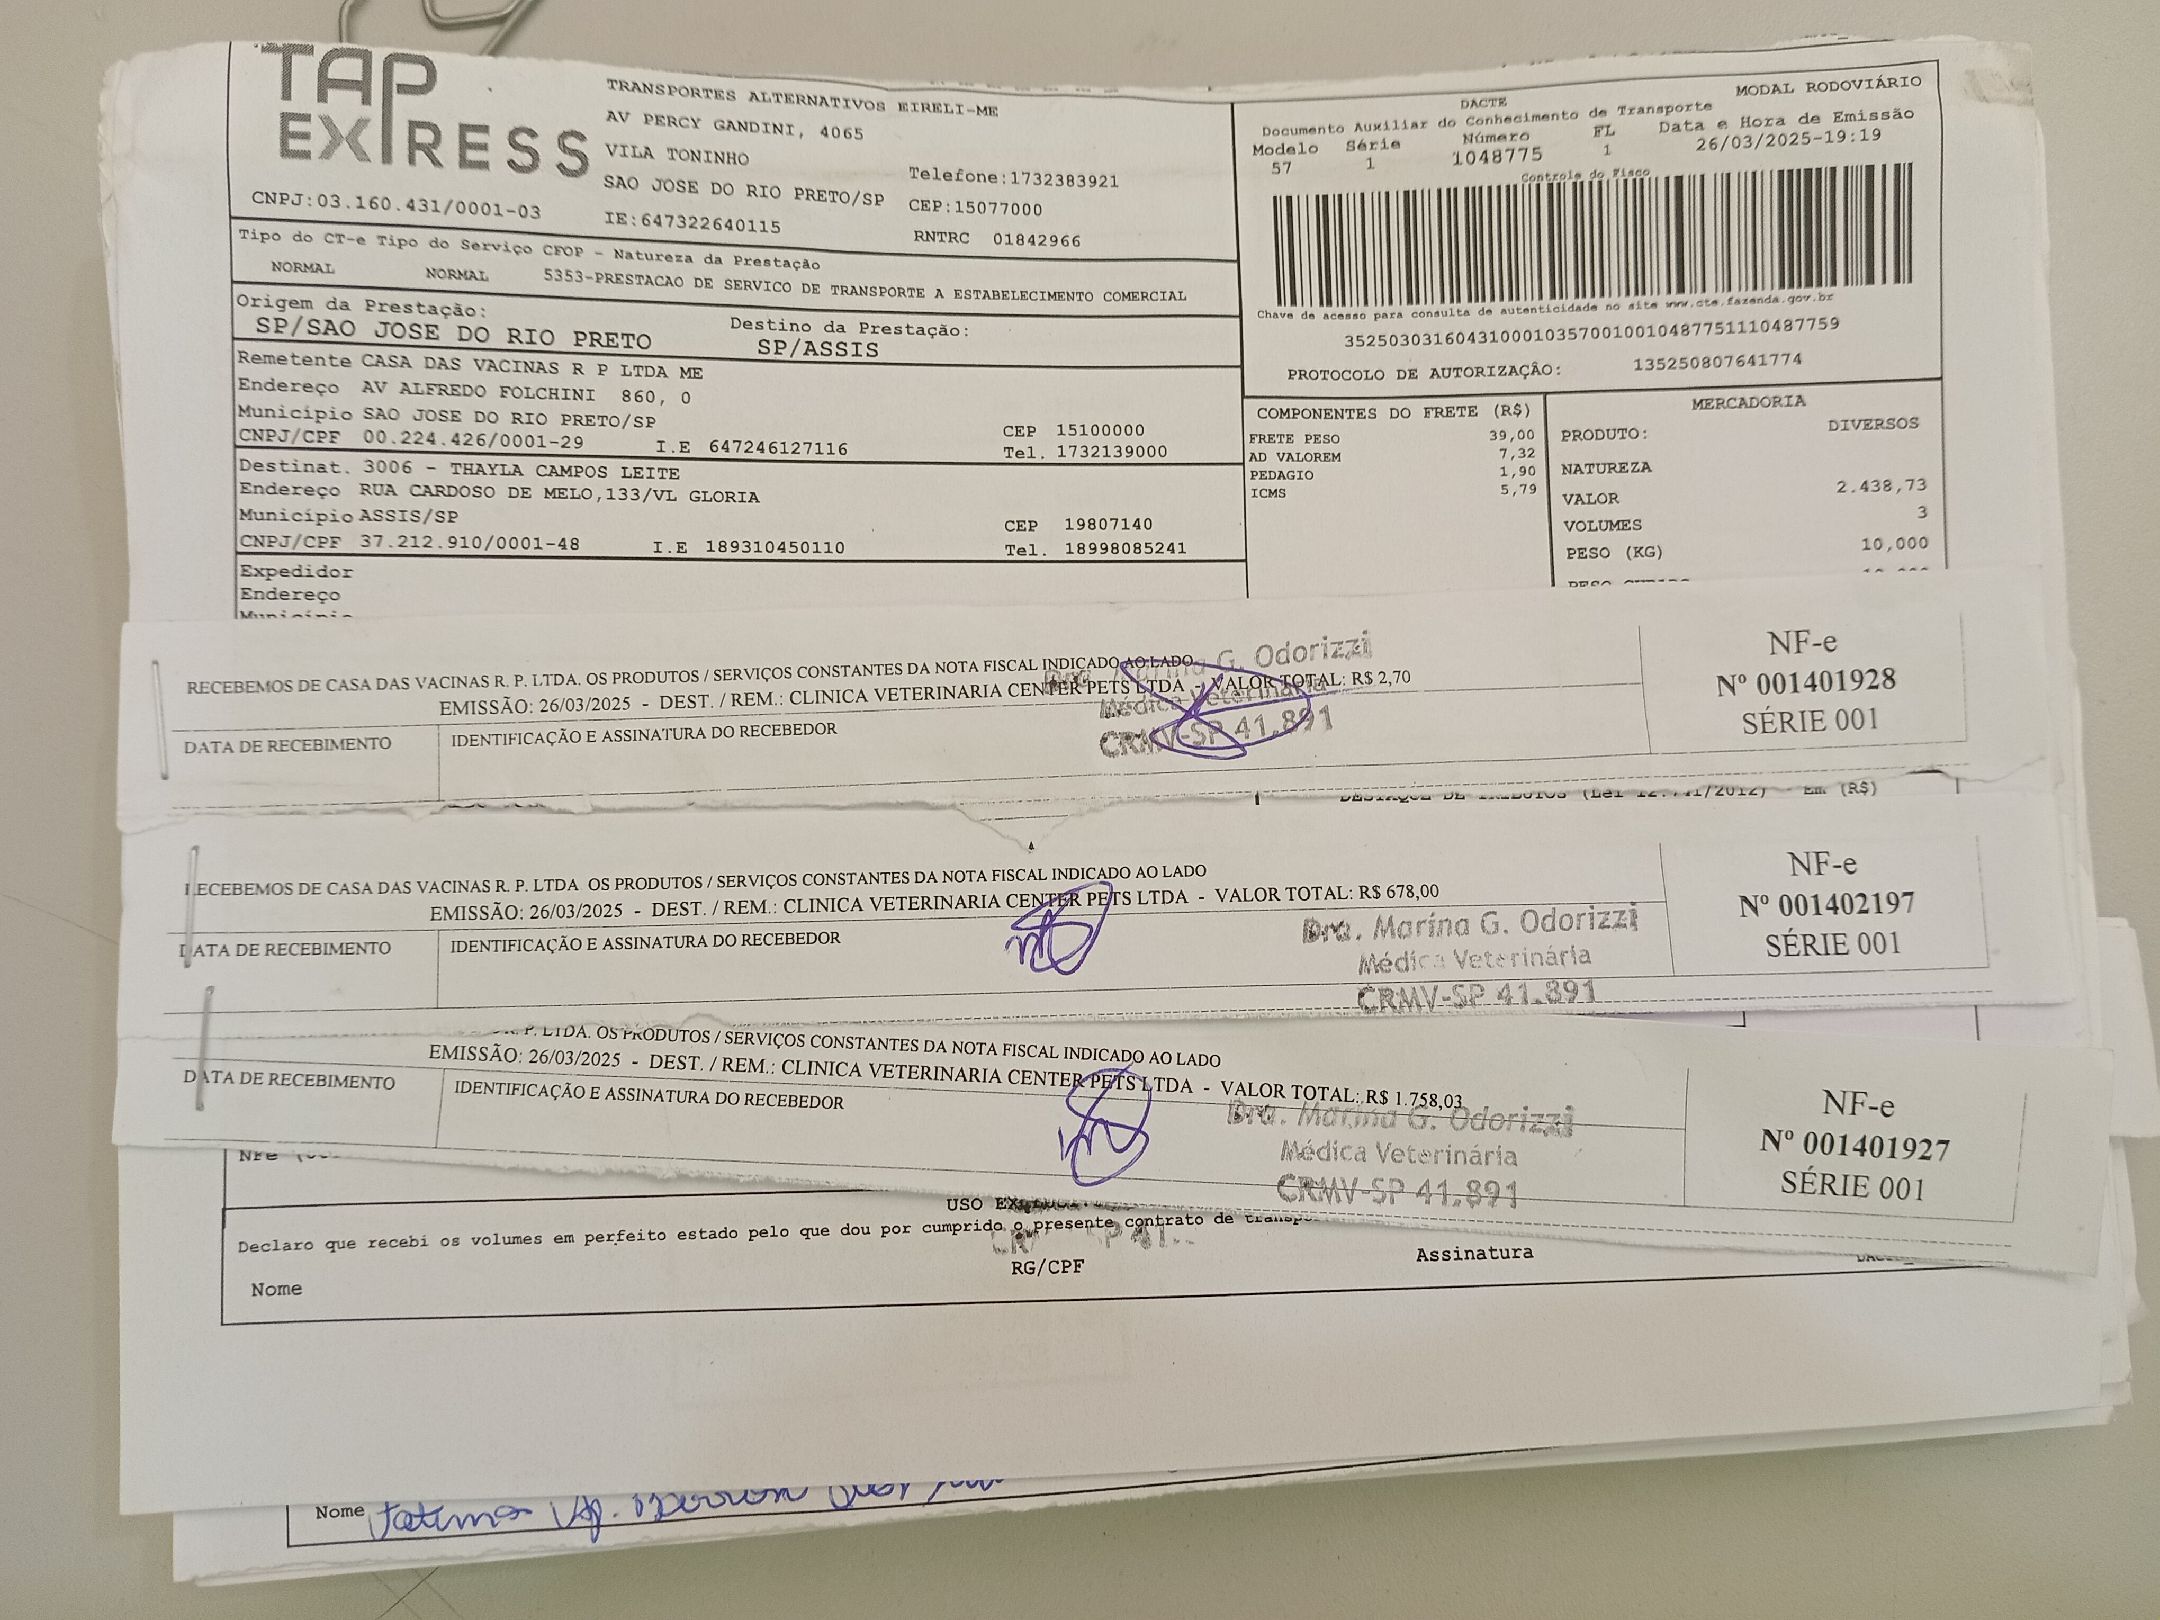 TAP
EXPRESS
TRANSPORTES ALTERNATIVOS EIRELI-ME
AV PERCY GANDINI, 4065
VILA TONINHO
SAO JOSE DO RIO PRETO/SP
Telefone:1732383921
CEP:15077000
CNPJ:03.160.431/0001-03
IE:647322640115
RNTRC 01842966
MODAL RODOVIÁRIO
DACTE
Documento Auxiliar do Conhecimento de Transporte
Modelo Série Número FL Data e Hora de Emissão
57 1 1048775 1 26/03/2025-19:19
Controle do Fisco
Chave de acesso para consulta de autenticidade no site www.cte.fazenda.gov.br
35250303160431000103570010010487751110487759
PROTOCOLO DE AUTORIZAÇÃO: 135250807641774
Tipo do CT-e Tipo do Serviço CFOP - Natureza da Prestação
NORMAL NORMAL 5353-PRESTACAO DE SERVICO DE TRANSPORTE A ESTABELECIMENTO COMERCIAL
Origem da Prestação: Destino da Prestação:
SP/SAO JOSE DO RIO PRETO SP/ASSIS
Remetente CASA DAS VACINAS R P LTDA ME
Endereço AV ALFREDO FOLCHINI 860, 0
Município SAO JOSE DO RIO PRETO/SP CEP 15100000
CNPJ/CPF 00.224.426/0001-29 I.E 647246127116 Tel. 1732139000
Destinat. 3006 - THAYLA CAMPOS LEITE
Endereço RUA CARDOSO DE MELO,133/VL GLORIA
Município ASSIS/SP CEP 19807140
CNPJ/CPF 37.212.910/0001-48 I.E 189310450110 Tel. 18998085241
Expedidor
Endereço
Município
COMPONENTES DO FRETE (R$)
FRETE PESO 39,00
AD VALOREM 7,32
PEDAGIO 1,90
ICMS 5,79
MERCADORIA
PRODUTO: DIVERSOS
NATUREZA
VALOR 2.438,73
VOLUMES 3
PESO (KG) 10,000
RECEBEMOS DE CASA DAS VACINAS R. P. LTDA. OS PRODUTOS / SERVIÇOS CONSTANTES DA NOTA FISCAL INDICADO AO LADO
EMISSÃO: 26/03/2025 - DEST. / REM.: CLINICA VETERINARIA CENTER PETS LTDA - VALOR TOTAL: R$ 2,70
DATA DE RECEBIMENTO IDENTIFICAÇÃO E ASSINATURA DO RECEBEDOR
Dra. Marina G. Odorizzi
Médica Veterinária
CRMV-SP 41.891
NF-e
Nº 001401928
SÉRIE 001
DESTAQUE DE TRIBUTOS (Lei 12.741/2012) - Em (R$)
RECEBEMOS DE CASA DAS VACINAS R. P. LTDA OS PRODUTOS / SERVIÇOS CONSTANTES DA NOTA FISCAL INDICADO AO LADO
EMISSÃO: 26/03/2025 - DEST. / REM.: CLINICA VETERINARIA CENTER PETS LTDA - VALOR TOTAL: R$ 678,00
DATA DE RECEBIMENTO IDENTIFICAÇÃO E ASSINATURA DO RECEBEDOR
Dra. Marina G. Odorizzi
Médica Veterinária
CRMV-SP 41.891
NF-e
Nº 001402197
SÉRIE 001
P. LTDA. OS PRODUTOS / SERVIÇOS CONSTANTES DA NOTA FISCAL INDICADO AO LADO
EMISSÃO: 26/03/2025 - DEST. / REM.: CLINICA VETERINARIA CENTER PETS LTDA - VALOR TOTAL: R$ 1.758,03
DATA DE RECEBIMENTO IDENTIFICAÇÃO E ASSINATURA DO RECEBEDOR
Dra. Marina G. Odorizzi
Médica Veterinária
CRMV-SP 41.891
NF-e
Nº 001401927
SÉRIE 001
USO
Declaro que recebi os volumes em perfeito estado pelo que dou por cumprido o presente contrato de
Nome RG/CPF Assinatura
Nome